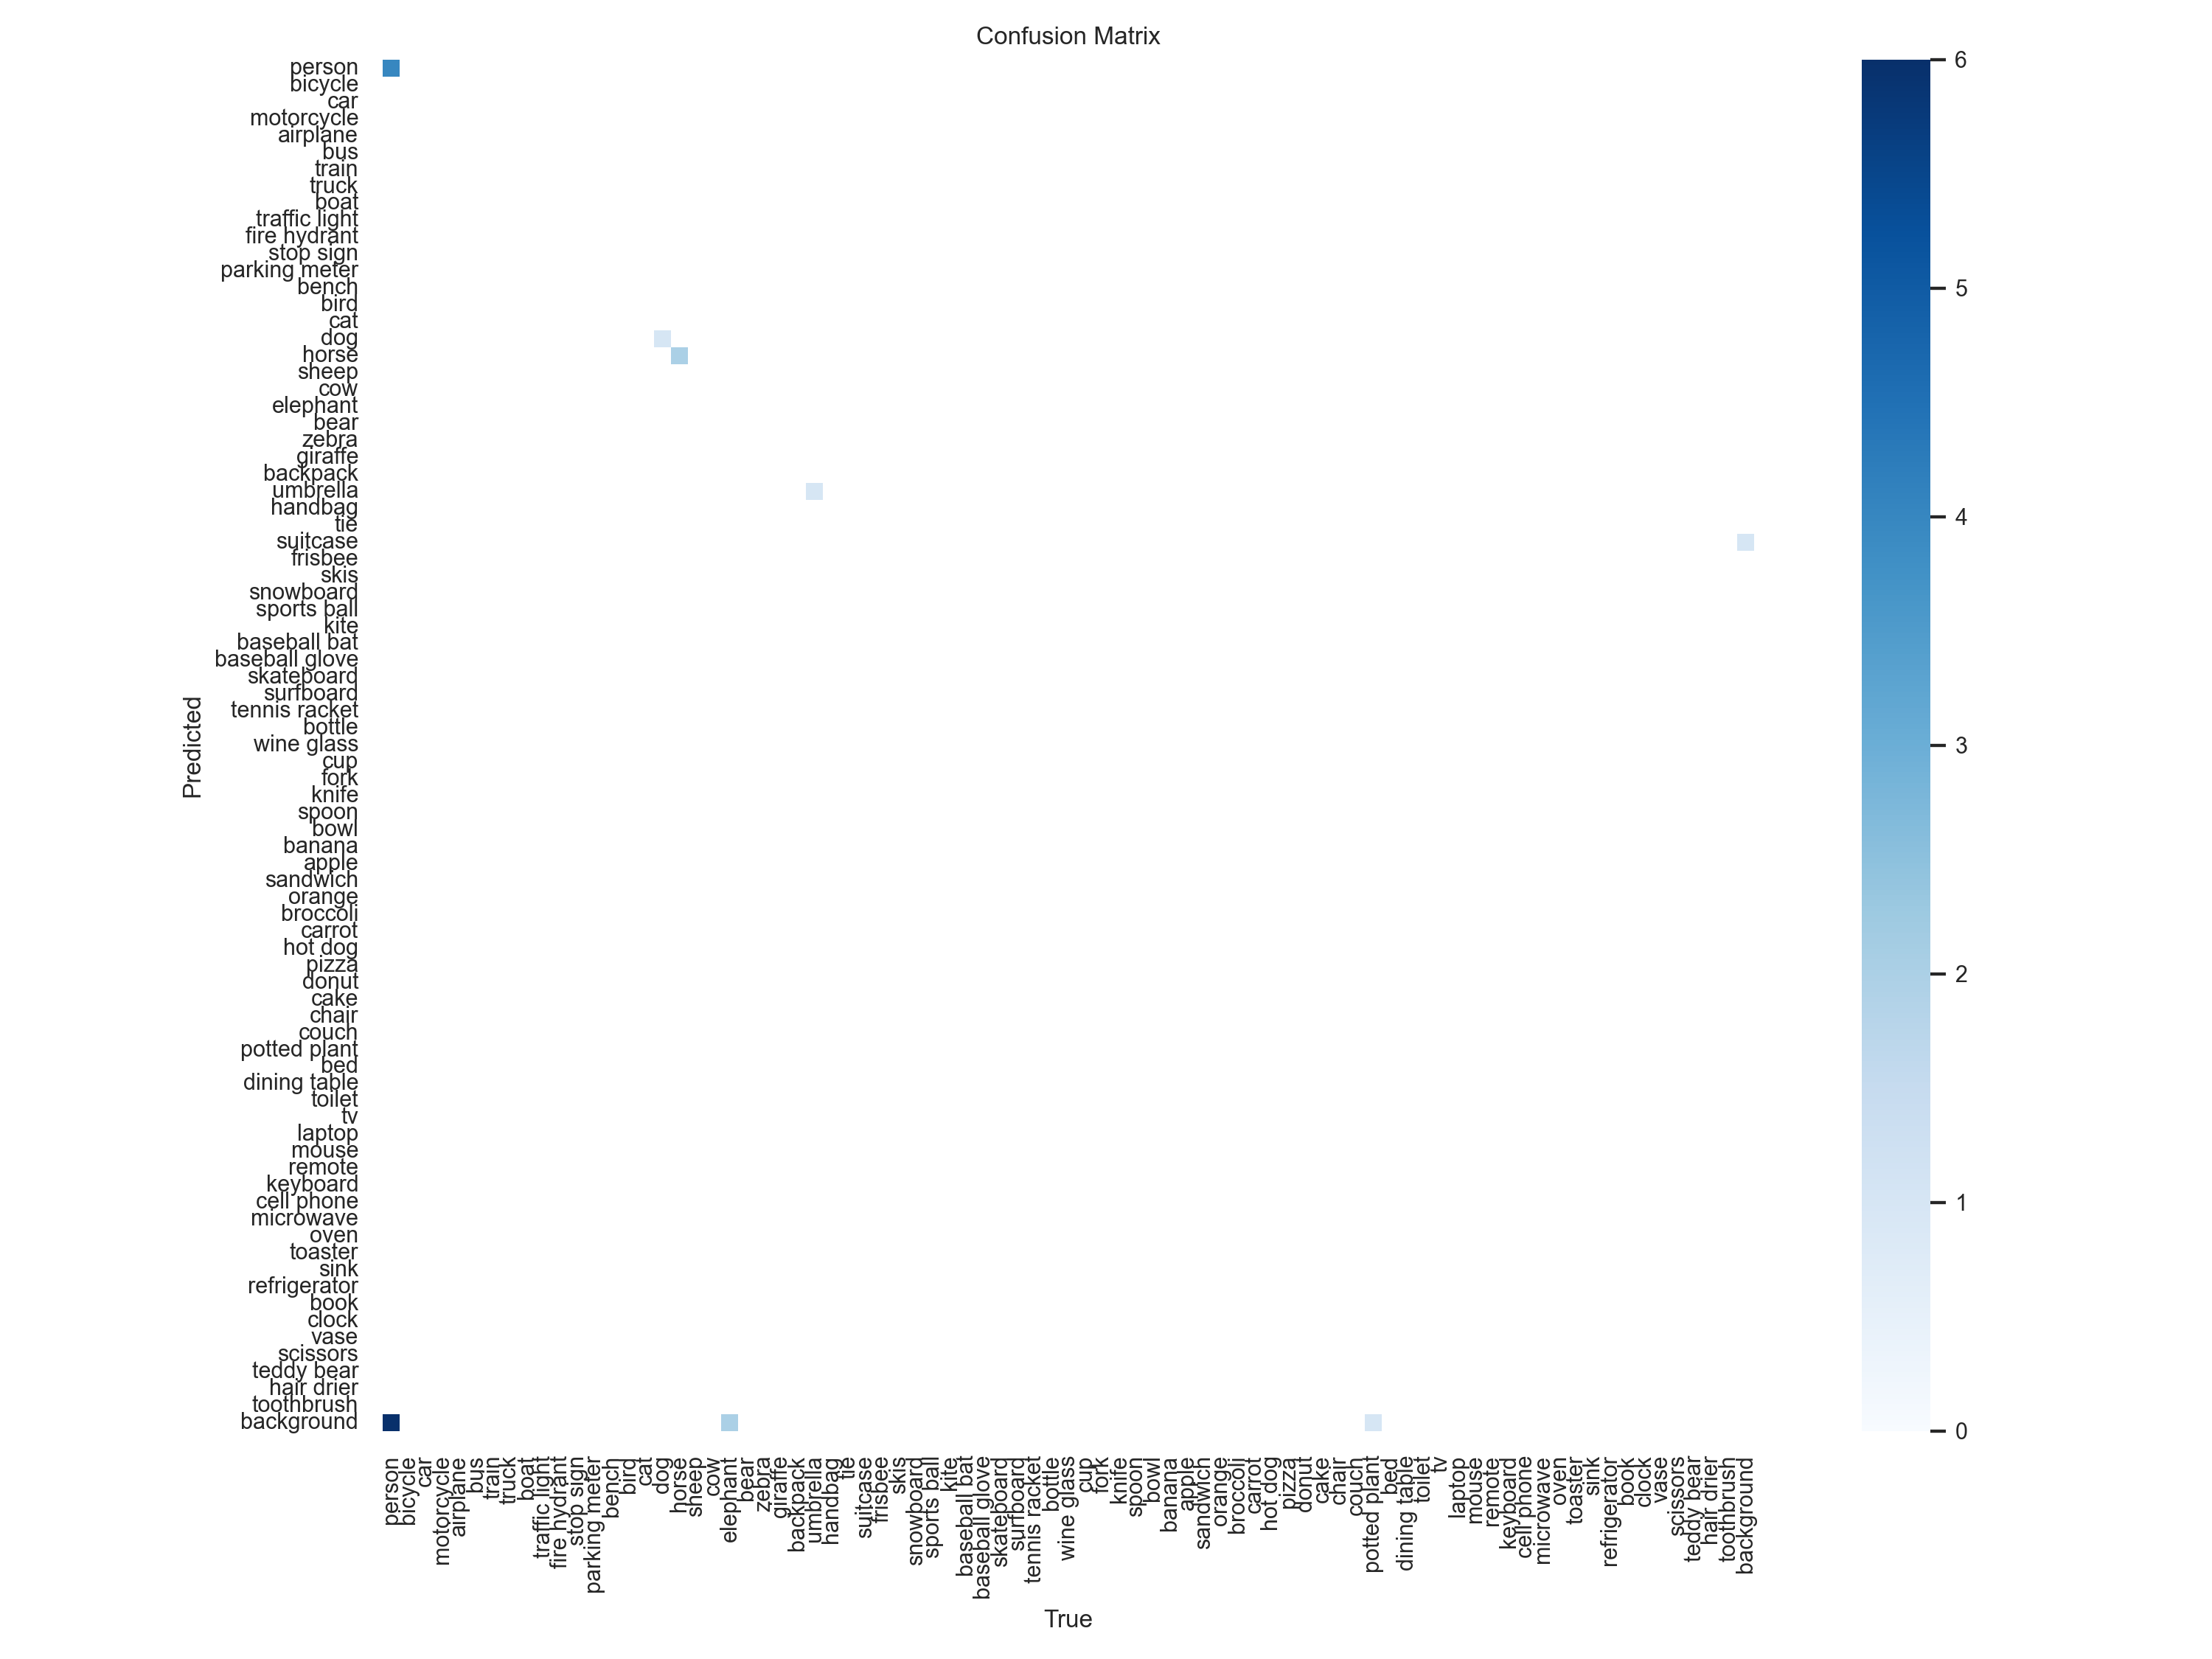 Confusion Matrix
person
bicycle
car
motorcycle
airplane
bus
train
truck
boat
traffic light
fire hydrant
stop sign
parking meter
bench
bird
cat
dog
horse
sheep
cow
elephant
bear
zebra
giraffe
backpack
umbrella
handbag
tie
suitcase
frisbee
skis
snowboard
sports ball
kite
baseball bat
baseball glove
skateboard
surfboard
tennis racket
bottle
wine glass
cup
fork
knife
spoon
bowl
banana
apple
sandwich
orange
broccoli
carrot
hot dog
pizza
donut
cake
chair
couch
potted plant
bed
dining table
toilet
tv
laptop
mouse
remote
keyboard
cell phone
microwave
oven
toaster
sink
refrigerator
book
clock
vase
scissors
teddy bear
hair drier
toothbrush
background
Predicted
person
bicycle
car
motorcycle
airplane
bus
train
truck
boat
traffic light
fire hydrant
stop sign
parking meter
bench
bird
cat
dog
horse
sheep
cow
elephant
bear
zebra
giraffe
backpack
umbrella
handbag
tie
suitcase
frisbee
skis
snowboard
sports ball
kite
baseball bat
baseball glove
skateboard
surfboard
tennis racket
bottle
wine glass
cup
fork
knife
spoon
bowl
banana
apple
sandwich
orange
broccoli
carrot
hot dog
pizza
donut
cake
chair
couch
potted plant
bed
dining table
toilet
tv
laptop
mouse
remote
keyboard
cell phone
microwave
oven
toaster
sink
refrigerator
book
clock
vase
scissors
teddy bear
hair drier
toothbrush
background
True
6
5
4
3
2
1
0